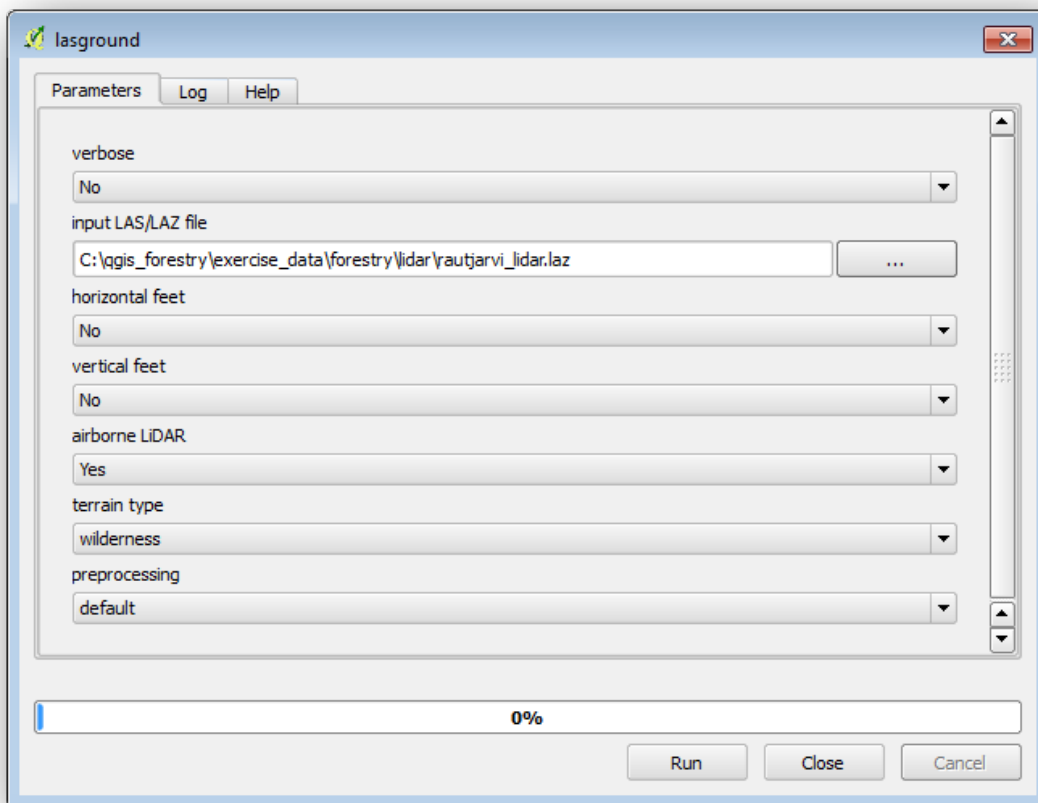 lasground
Parameters Log Help
verbose
No
input LAS/LAZ file
C:\qgis_forestry\exercise_data\forestry\lidar\rautjarvi_lidar.laz ...
horizontal feet
No
vertical feet
No
airborne LiDAR
Yes
terrain type
wilderness
preprocessing
default
0%
Run Close Cancel